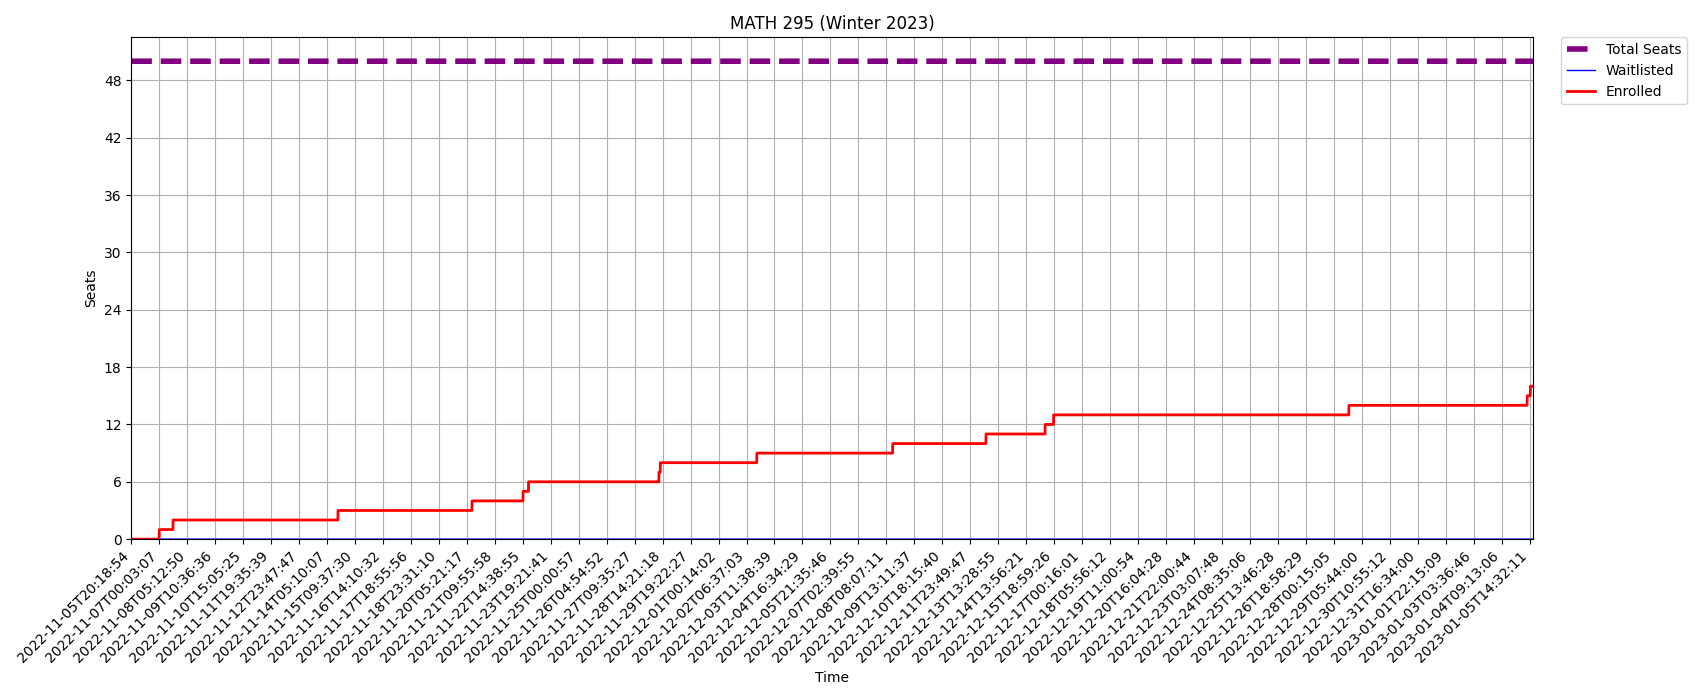 MATH 295 (Winter 2023)
Total Seats
Waitlisted
Enrolled
Seats
48
42
36
30
24
18
12
6
0
2022-11-05T20:18:54
2022-11-07T00:03:07
2022-11-08T05:12:50
2022-11-09T10:36:36
2022-11-10T15:05:25
2022-11-11T19:35:39
2022-11-12T23:47:47
2022-11-14T05:10:07
2022-11-15T09:37:30
2022-11-16T14:10:32
2022-11-17T18:55:56
2022-11-18T23:31:10
2022-11-20T05:21:17
2022-11-21T09:55:58
2022-11-22T14:38:55
2022-11-23T19:21:41
2022-11-25T00:00:57
2022-11-26T04:54:52
2022-11-27T09:35:27
2022-11-28T14:21:18
2022-11-29T19:22:27
2022-12-01T00:14:02
2022-12-02T06:37:03
2022-12-03T11:38:39
2022-12-04T16:34:29
2022-12-05T21:35:46
2022-12-07T02:39:55
2022-12-08T08:07:11
2022-12-09T13:11:37
2022-12-10T18:15:40
2022-12-11T23:49:47
2022-12-13T13:28:55
2022-12-14T13:56:21
2022-12-15T18:59:26
2022-12-17T00:16:01
2022-12-18T05:56:12
2022-12-19T11:00:54
2022-12-20T16:04:28
2022-12-21T22:00:44
2022-12-23T03:07:48
2022-12-24T08:35:06
2022-12-25T13:46:28
2022-12-26T18:58:29
2022-12-28T00:15:05
2022-12-29T05:44:00
2022-12-30T10:55:12
2022-12-31T16:34:00
2023-01-01T22:15:09
2023-01-03T03:36:46
2023-01-04T09:13:06
2023-01-05T14:32:11
Time